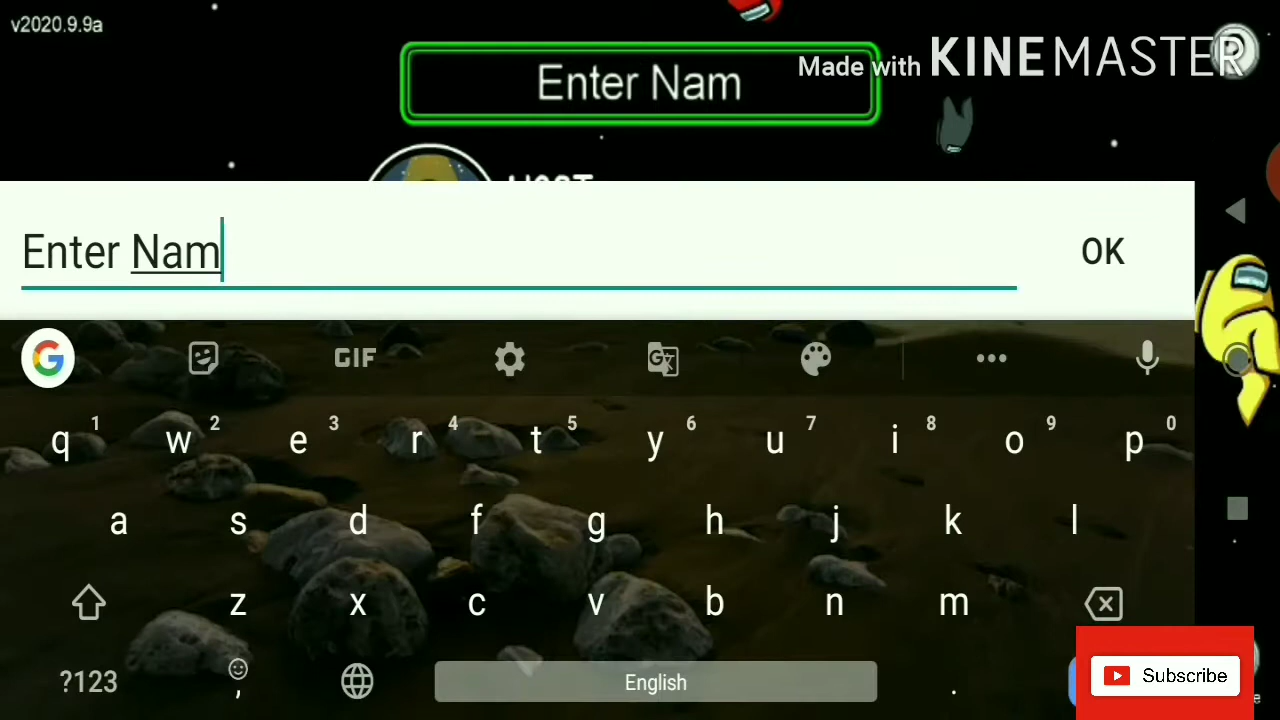 v2020.9.9a
Enter Nam
Made with KINEMASTER
HOST
Enter Nam
OK
G
GIF
G
q 1 w 2 e 3 r 4 t 5 y 6 u 7 i 8 o 9 p 0
a s d f g h j k l
z x c v b n m
?123 , English .
Subscribe